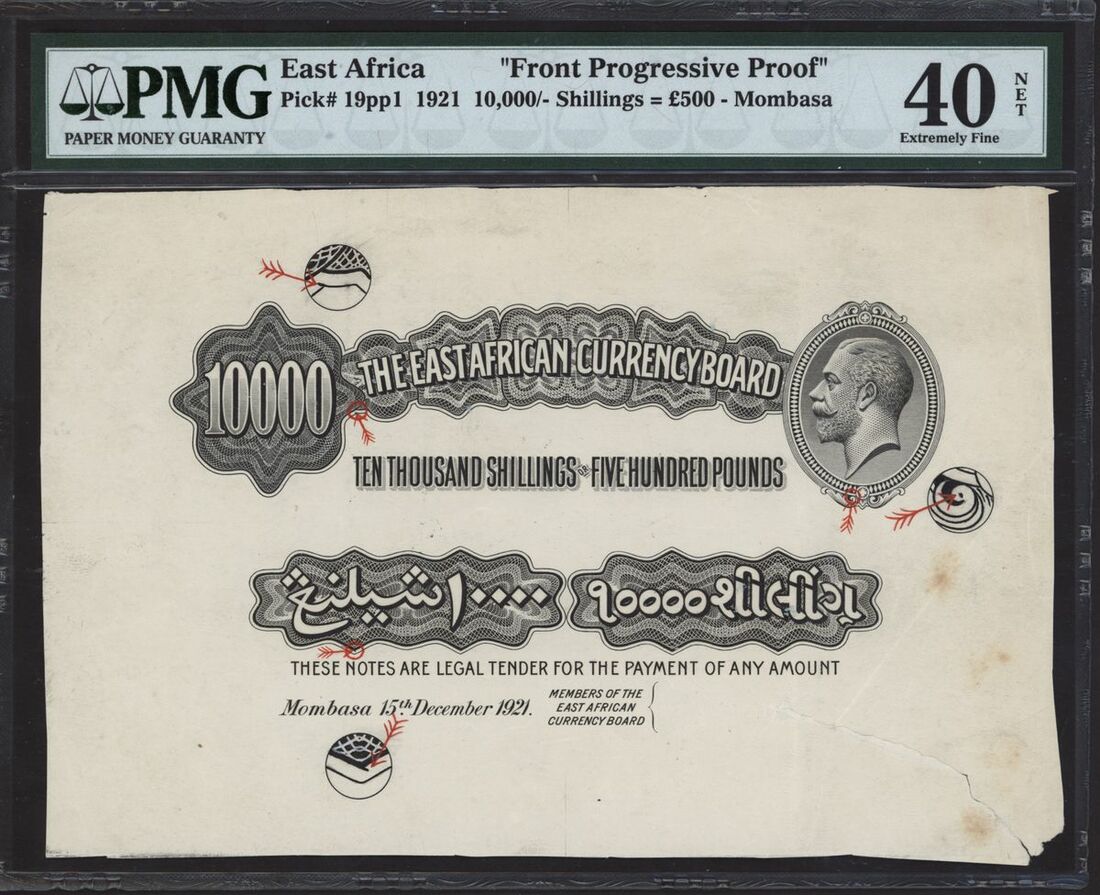 PMG
PAPER MONEY GUARANTY
East Africa "Front Progressive Proof"
Pick# 19pp1 1921 10,000/- Shillings = £500 - Mombasa
40
NET
Extremely Fine
10000
THE EAST AFRICAN CURRENCY BOARD
TEN THOUSAND SHILLINGS OR FIVE HUNDRED POUNDS
١٠٠٠٠ شيلنڠ
૧૦૦૦૦ શીલીંગ
THESE NOTES ARE LEGAL TENDER FOR THE PAYMENT OF ANY AMOUNT
Mombasa 15th December 1921.
MEMBERS OF THE
EAST AFRICAN
CURRENCY BOARD